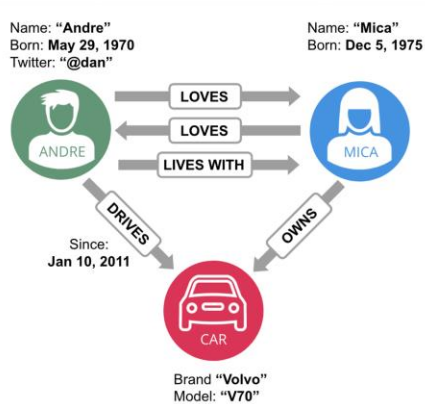 Name: “Andre”
Born: May 29, 1970
Twitter: “@dan”
Name: “Mica”
Born: Dec 5, 1975
LOVES
LOVES
LIVES WITH
ANDRE
MICA
DRIVES
OWNS
Since:
Jan 10, 2011
CAR
Brand “Volvo”
Model: “V70”